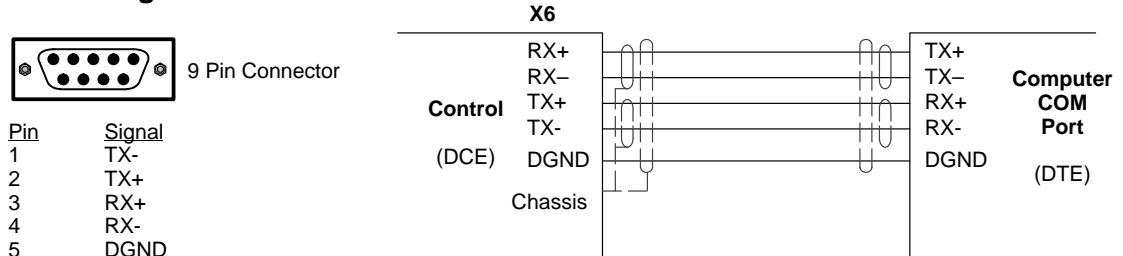 X6
9 Pin Connector
Pin Signal
1 TX-
2 TX+
3 RX+
4 RX-
5 DGND
Control
(DCE)
RX+
RX–
TX+
TX-
DGND
Chassis
TX+
TX–
RX+
RX-
DGND
Computer
COM
Port
(DTE)